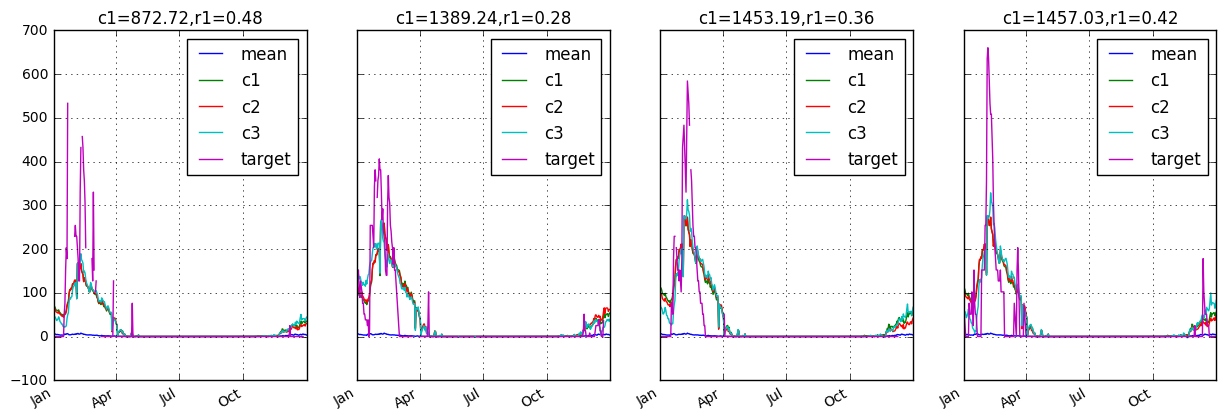 c1=872.72,r1=0.48
c1=1389.24,r1=0.28
c1=1453.19,r1=0.36
c1=1457.03,r1=0.42
700
600
500
400
300
200
100
0
−100
mean
c1
c2
c3
target
mean
c1
c2
c3
target
mean
c1
c2
c3
target
mean
c1
c2
c3
target
Jan Apr Jul Oct
Jan Apr Jul Oct
Jan Apr Jul Oct
Jan Apr Jul Oct